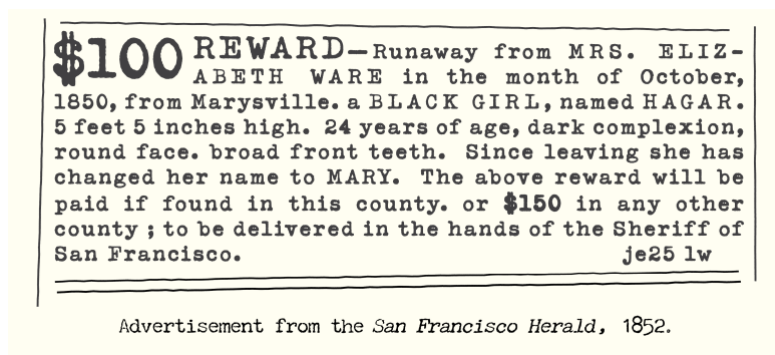 $100 REWARD—Runaway from MRS. ELIZ-
ABETH WARE in the month of October,
1850, from Marysville. a BLACK GIRL, named HAGAR.
5 feet 5 inches high. 24 years of age, dark complexion,
round face. broad front teeth. Since leaving she has
changed her name to MARY. The above reward will be
paid if found in this county. or $150 in any other
county ; to be delivered in the hands of the Sheriff of
San Francisco. je25 lw
Advertisement from the San Francisco Herald, 1852.